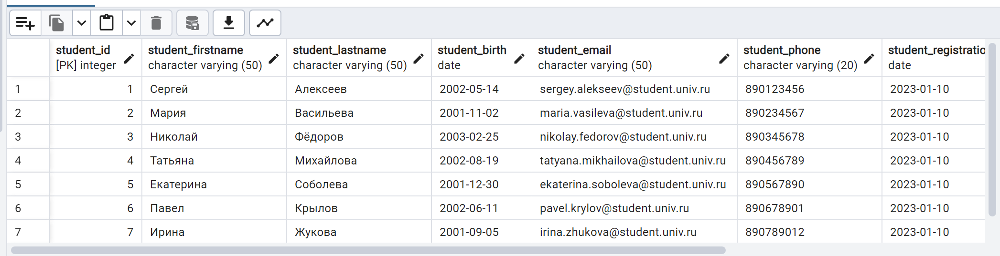 student_id student_firstname student_lastname student_birth student_email student_phone student_registratio
[PK] integer character varying (50) character varying (50) date character varying (50) character varying (20) date
1 1 Сергей Алексеев 2002-05-14 sergey.alekseev@student.univ.ru 890123456 2023-01-10
2 2 Мария Васильева 2001-11-02 maria.vasileva@student.univ.ru 890234567 2023-01-10
3 3 Николай Фёдоров 2003-02-25 nikolay.fedorov@student.univ.ru 890345678 2023-01-10
4 4 Татьяна Михайлова 2002-08-19 tatyana.mikhailova@student.univ.ru 890456789 2023-01-10
5 5 Екатерина Соболева 2001-12-30 ekaterina.soboleva@student.univ.ru 890567890 2023-01-10
6 6 Павел Крылов 2002-06-11 pavel.krylov@student.univ.ru 890678901 2023-01-10
7 7 Ирина Жукова 2001-09-05 irina.zhukova@student.univ.ru 890789012 2023-01-10